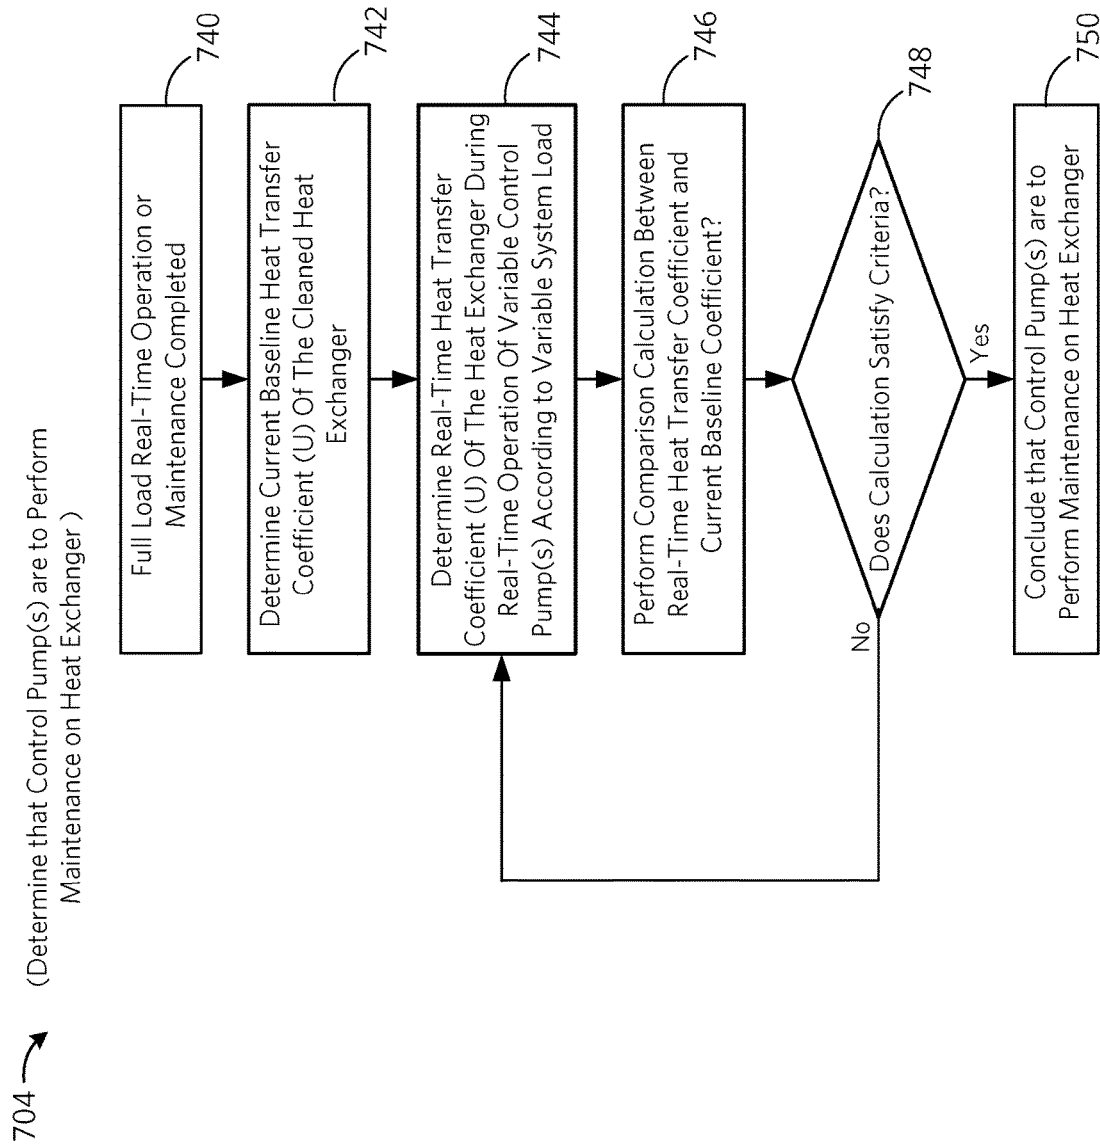 704
(Determine that Control Pump(s) are to Perform
Maintenance on Heat Exchanger )
Full Load Real-Time Operation or
Maintenance Completed
740
Determine Current Baseline Heat Transfer
Coefficient (U) Of The Cleaned Heat
Exchanger
742
Determine Real-Time Heat Transfer
Coefficient (U) Of The Heat Exchanger During
Real-Time Operation Of Variable Control
Pump(s) According to Variable System Load
744
Perform Comparison Calculation Between
Real-Time Heat Transfer Coefficient and
Current Baseline Coefficient?
746
Does Calculation Satisfy Criteria?
748
No
Yes
Conclude that Control Pump(s) are to
Perform Maintenance on Heat Exchanger
750